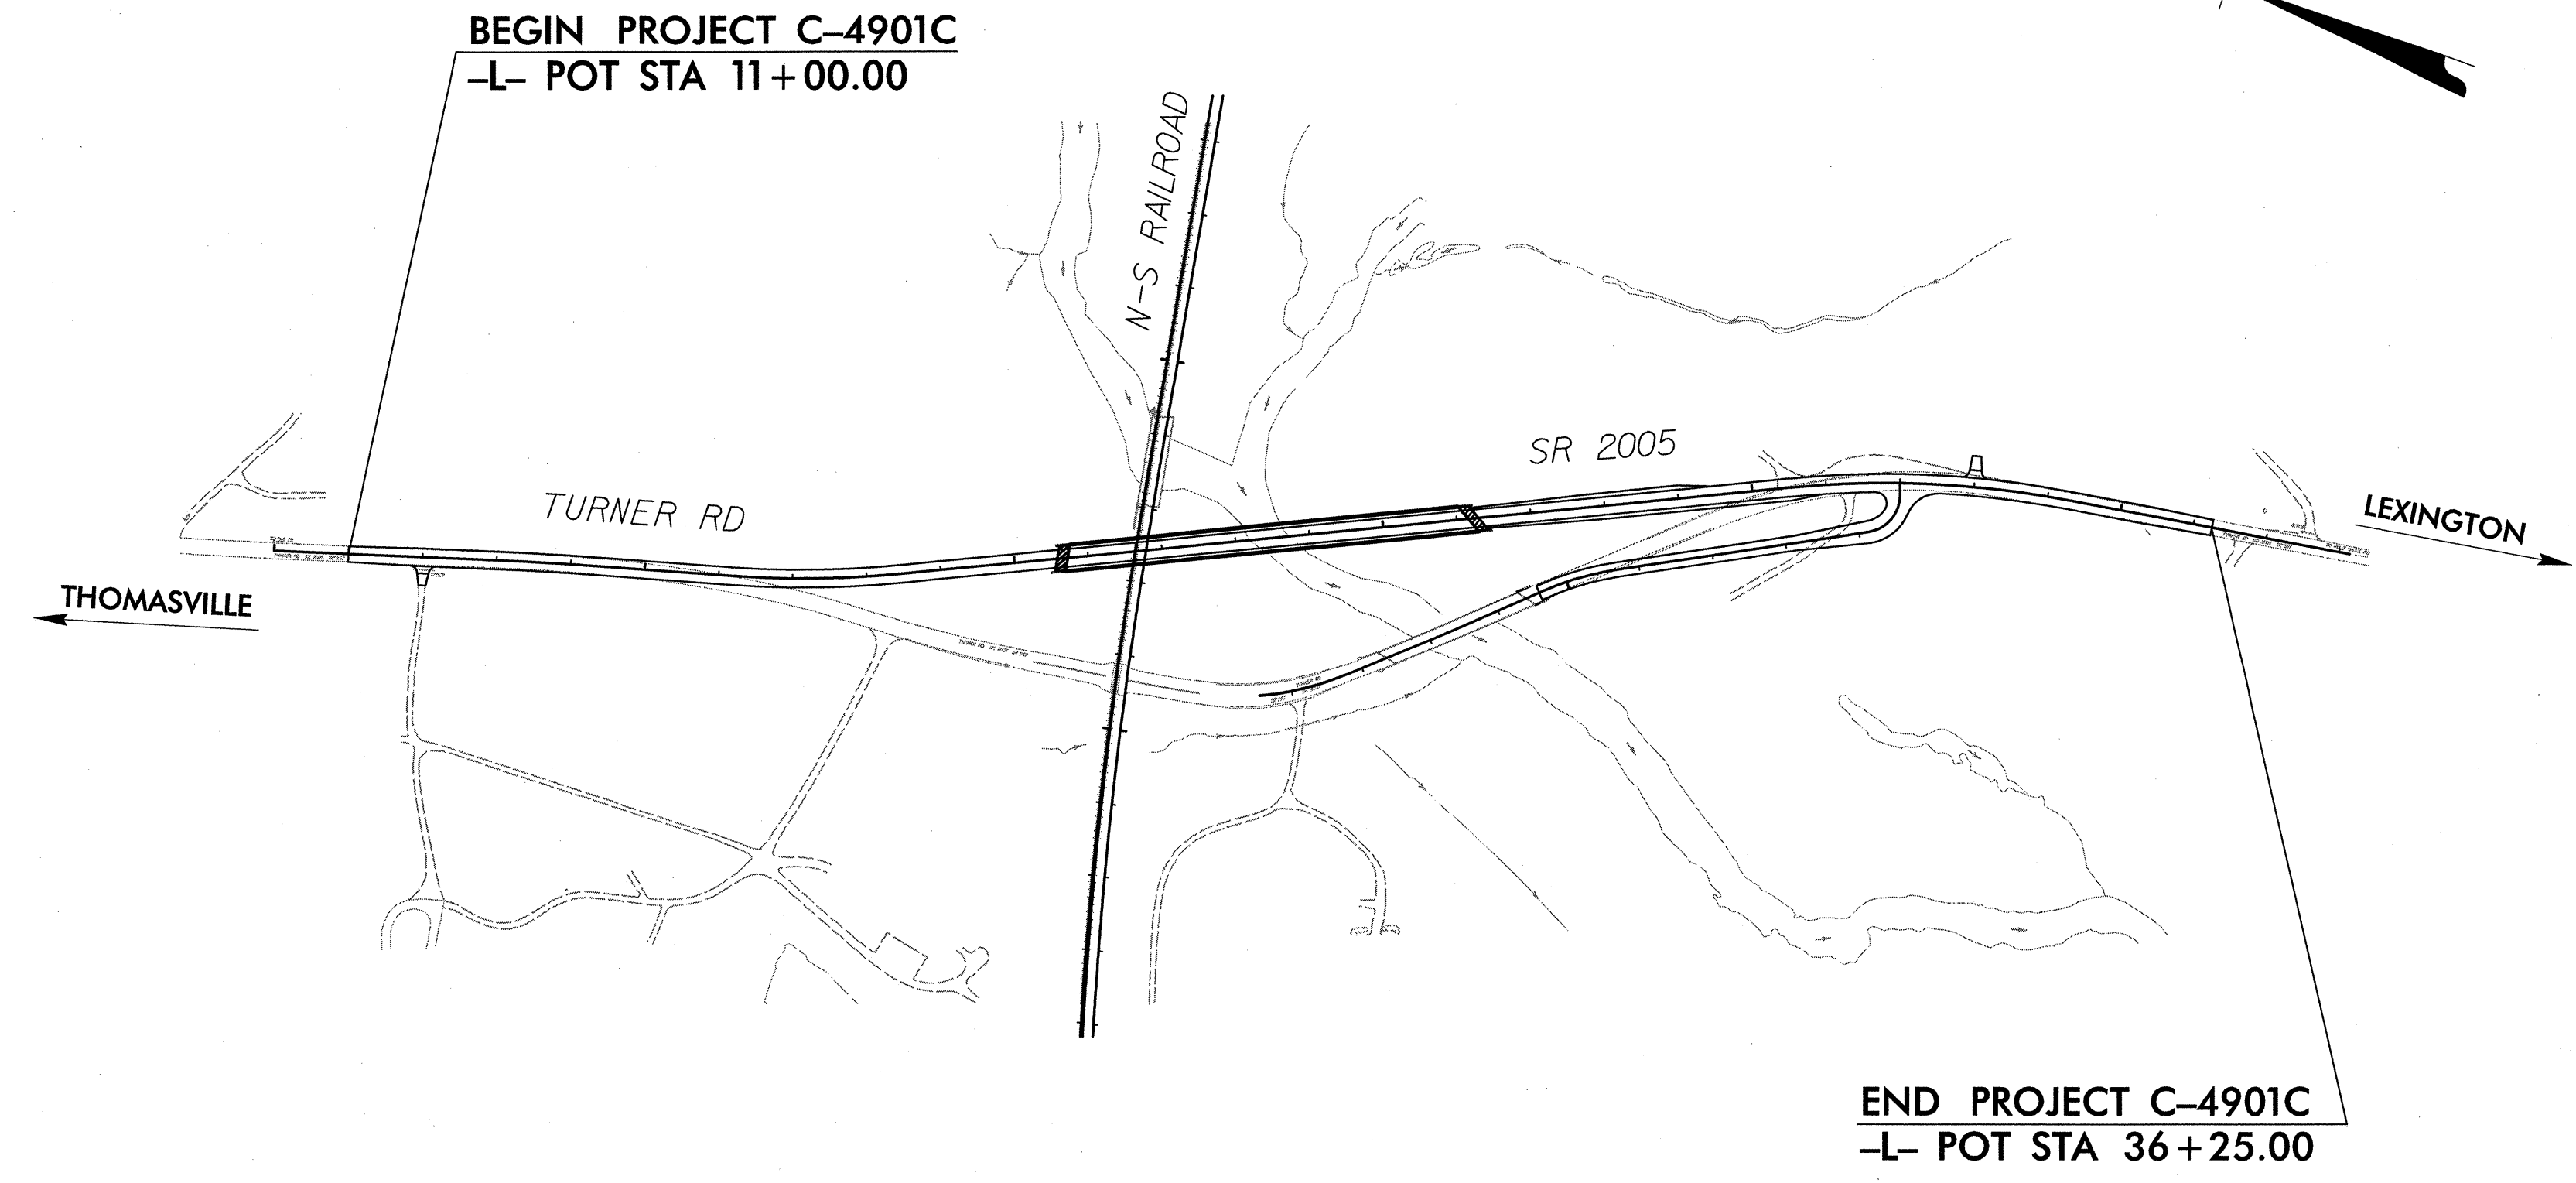 BEGIN PROJECT C–4901C
–L– POT STA 11+00.00
N-S RAILROAD
SR 2005
TURNER RD
LEXINGTON
THOMASVILLE
END PROJECT C–4901C
–L– POT STA 36+25.00